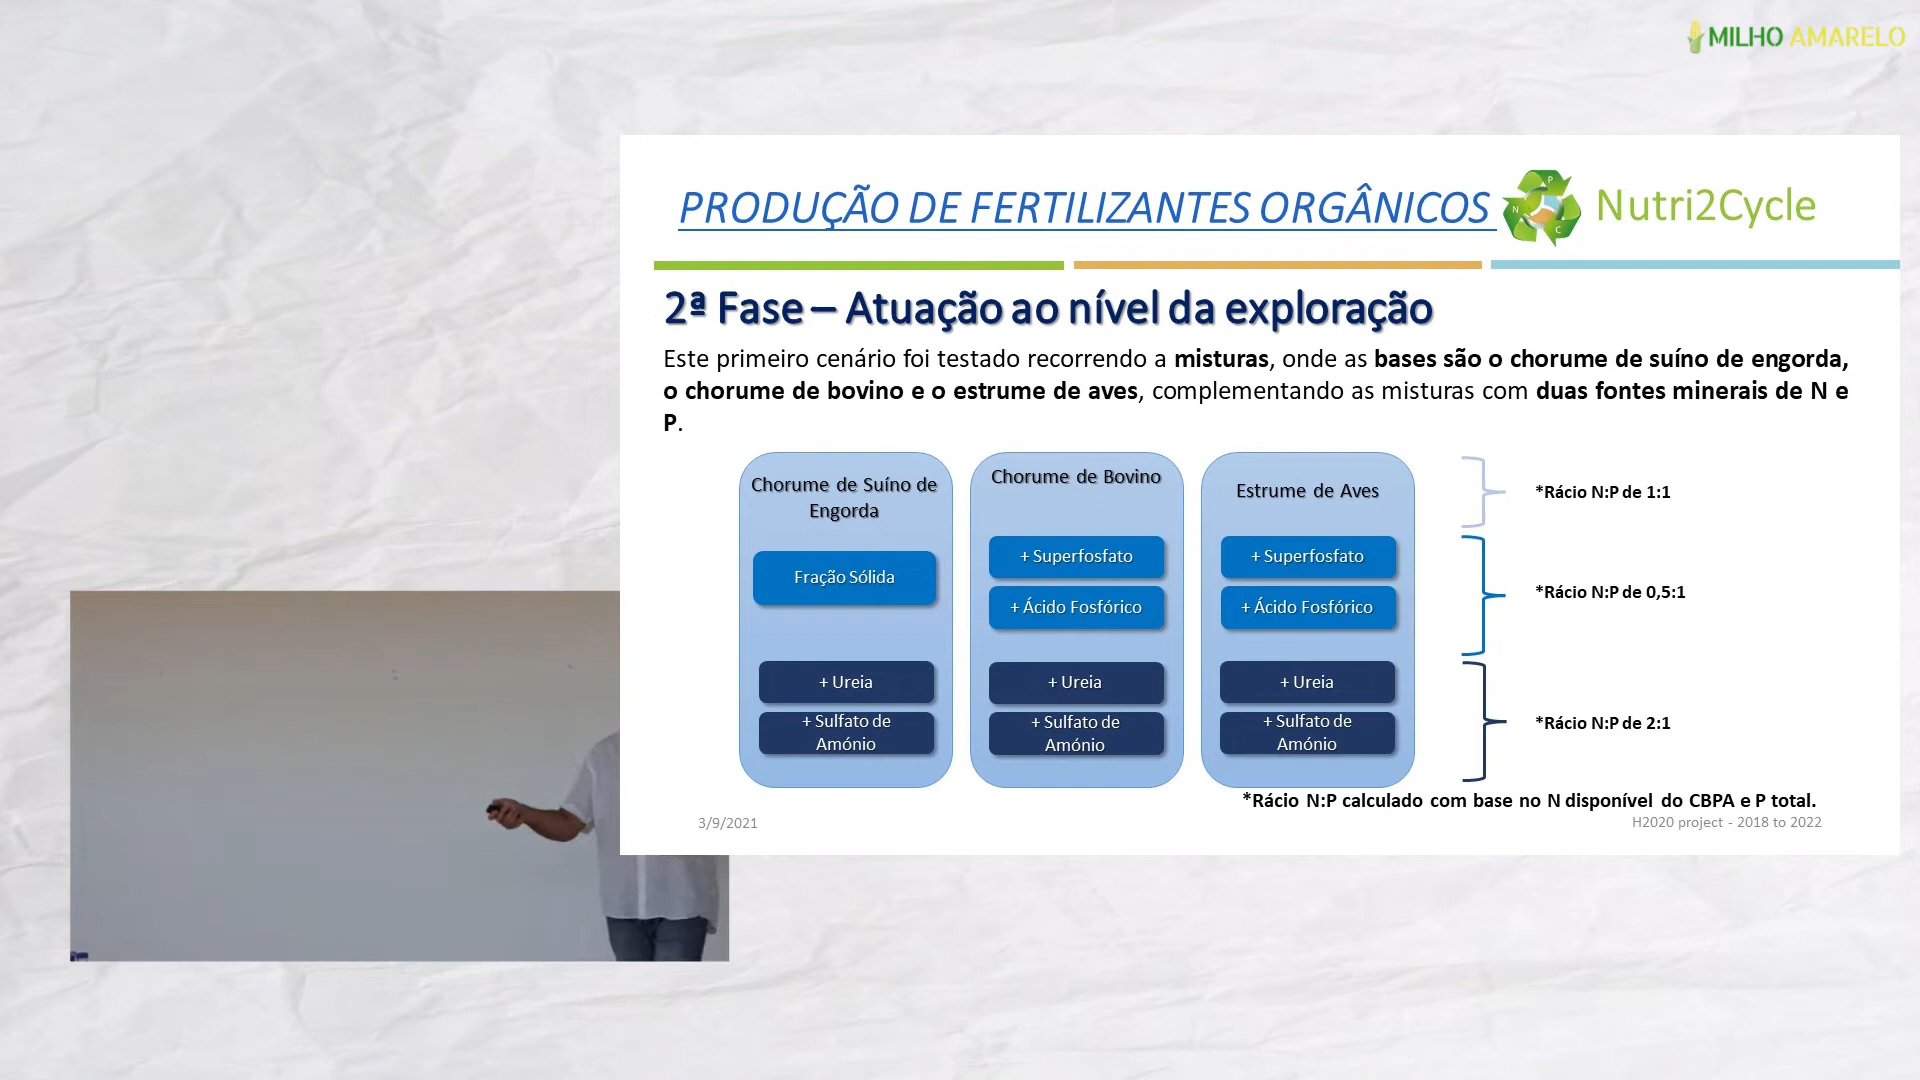 MILHO AMARELO
PRODUÇÃO DE FERTILIZANTES ORGÂNICOS
Nutri2Cycle
2ª Fase – Atuação ao nível da exploração
Este primeiro cenário foi testado recorrendo a misturas, onde as bases são o chorume de suíno de engorda,
o chorume de bovino e o estrume de aves, complementando as misturas com duas fontes minerais de N e
P.
Chorume de Suíno de
Engorda
Fração Sólida
+ Ureia
+ Sulfato de
Amónio
Chorume de Bovino
+ Superfosfato
+ Ácido Fosfórico
+ Ureia
+ Sulfato de
Amónio
Estrume de Aves
+ Superfosfato
+ Ácido Fosfórico
+ Ureia
+ Sulfato de
Amónio
*Rácio N:P de 1:1
*Rácio N:P de 0,5:1
*Rácio N:P de 2:1
*Rácio N:P calculado com base no N disponível do CBPA e P total.
3/9/2021
H2020 project - 2018 to 2022
P
N
C